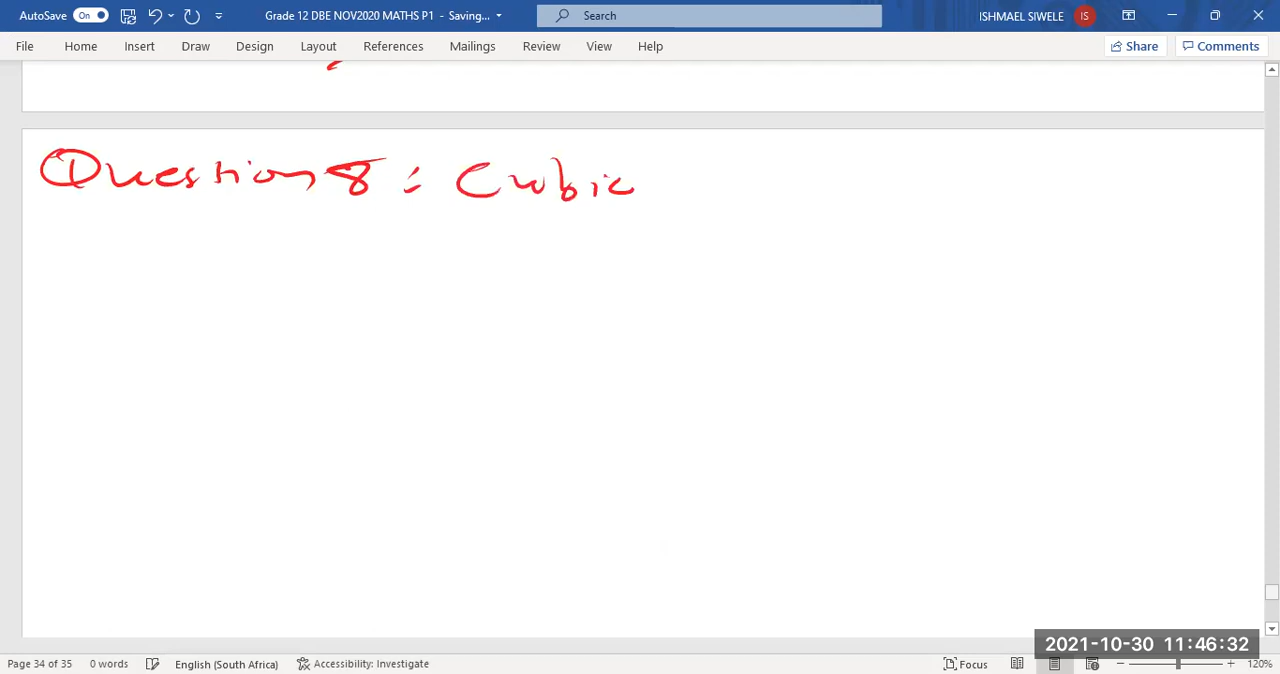 AutoSave On Grade 12 DBE NOV2020 MATHS P1 - Saving... Search ISHMAEL SIWELE IS
File Home Insert Draw Design Layout References Mailings Review View Help Share Comments
Question 8 : Cubic
2021-10-30 11:46:32
Page 34 of 35 0 words English (South Africa) Accessibility: Investigate Focus 120%